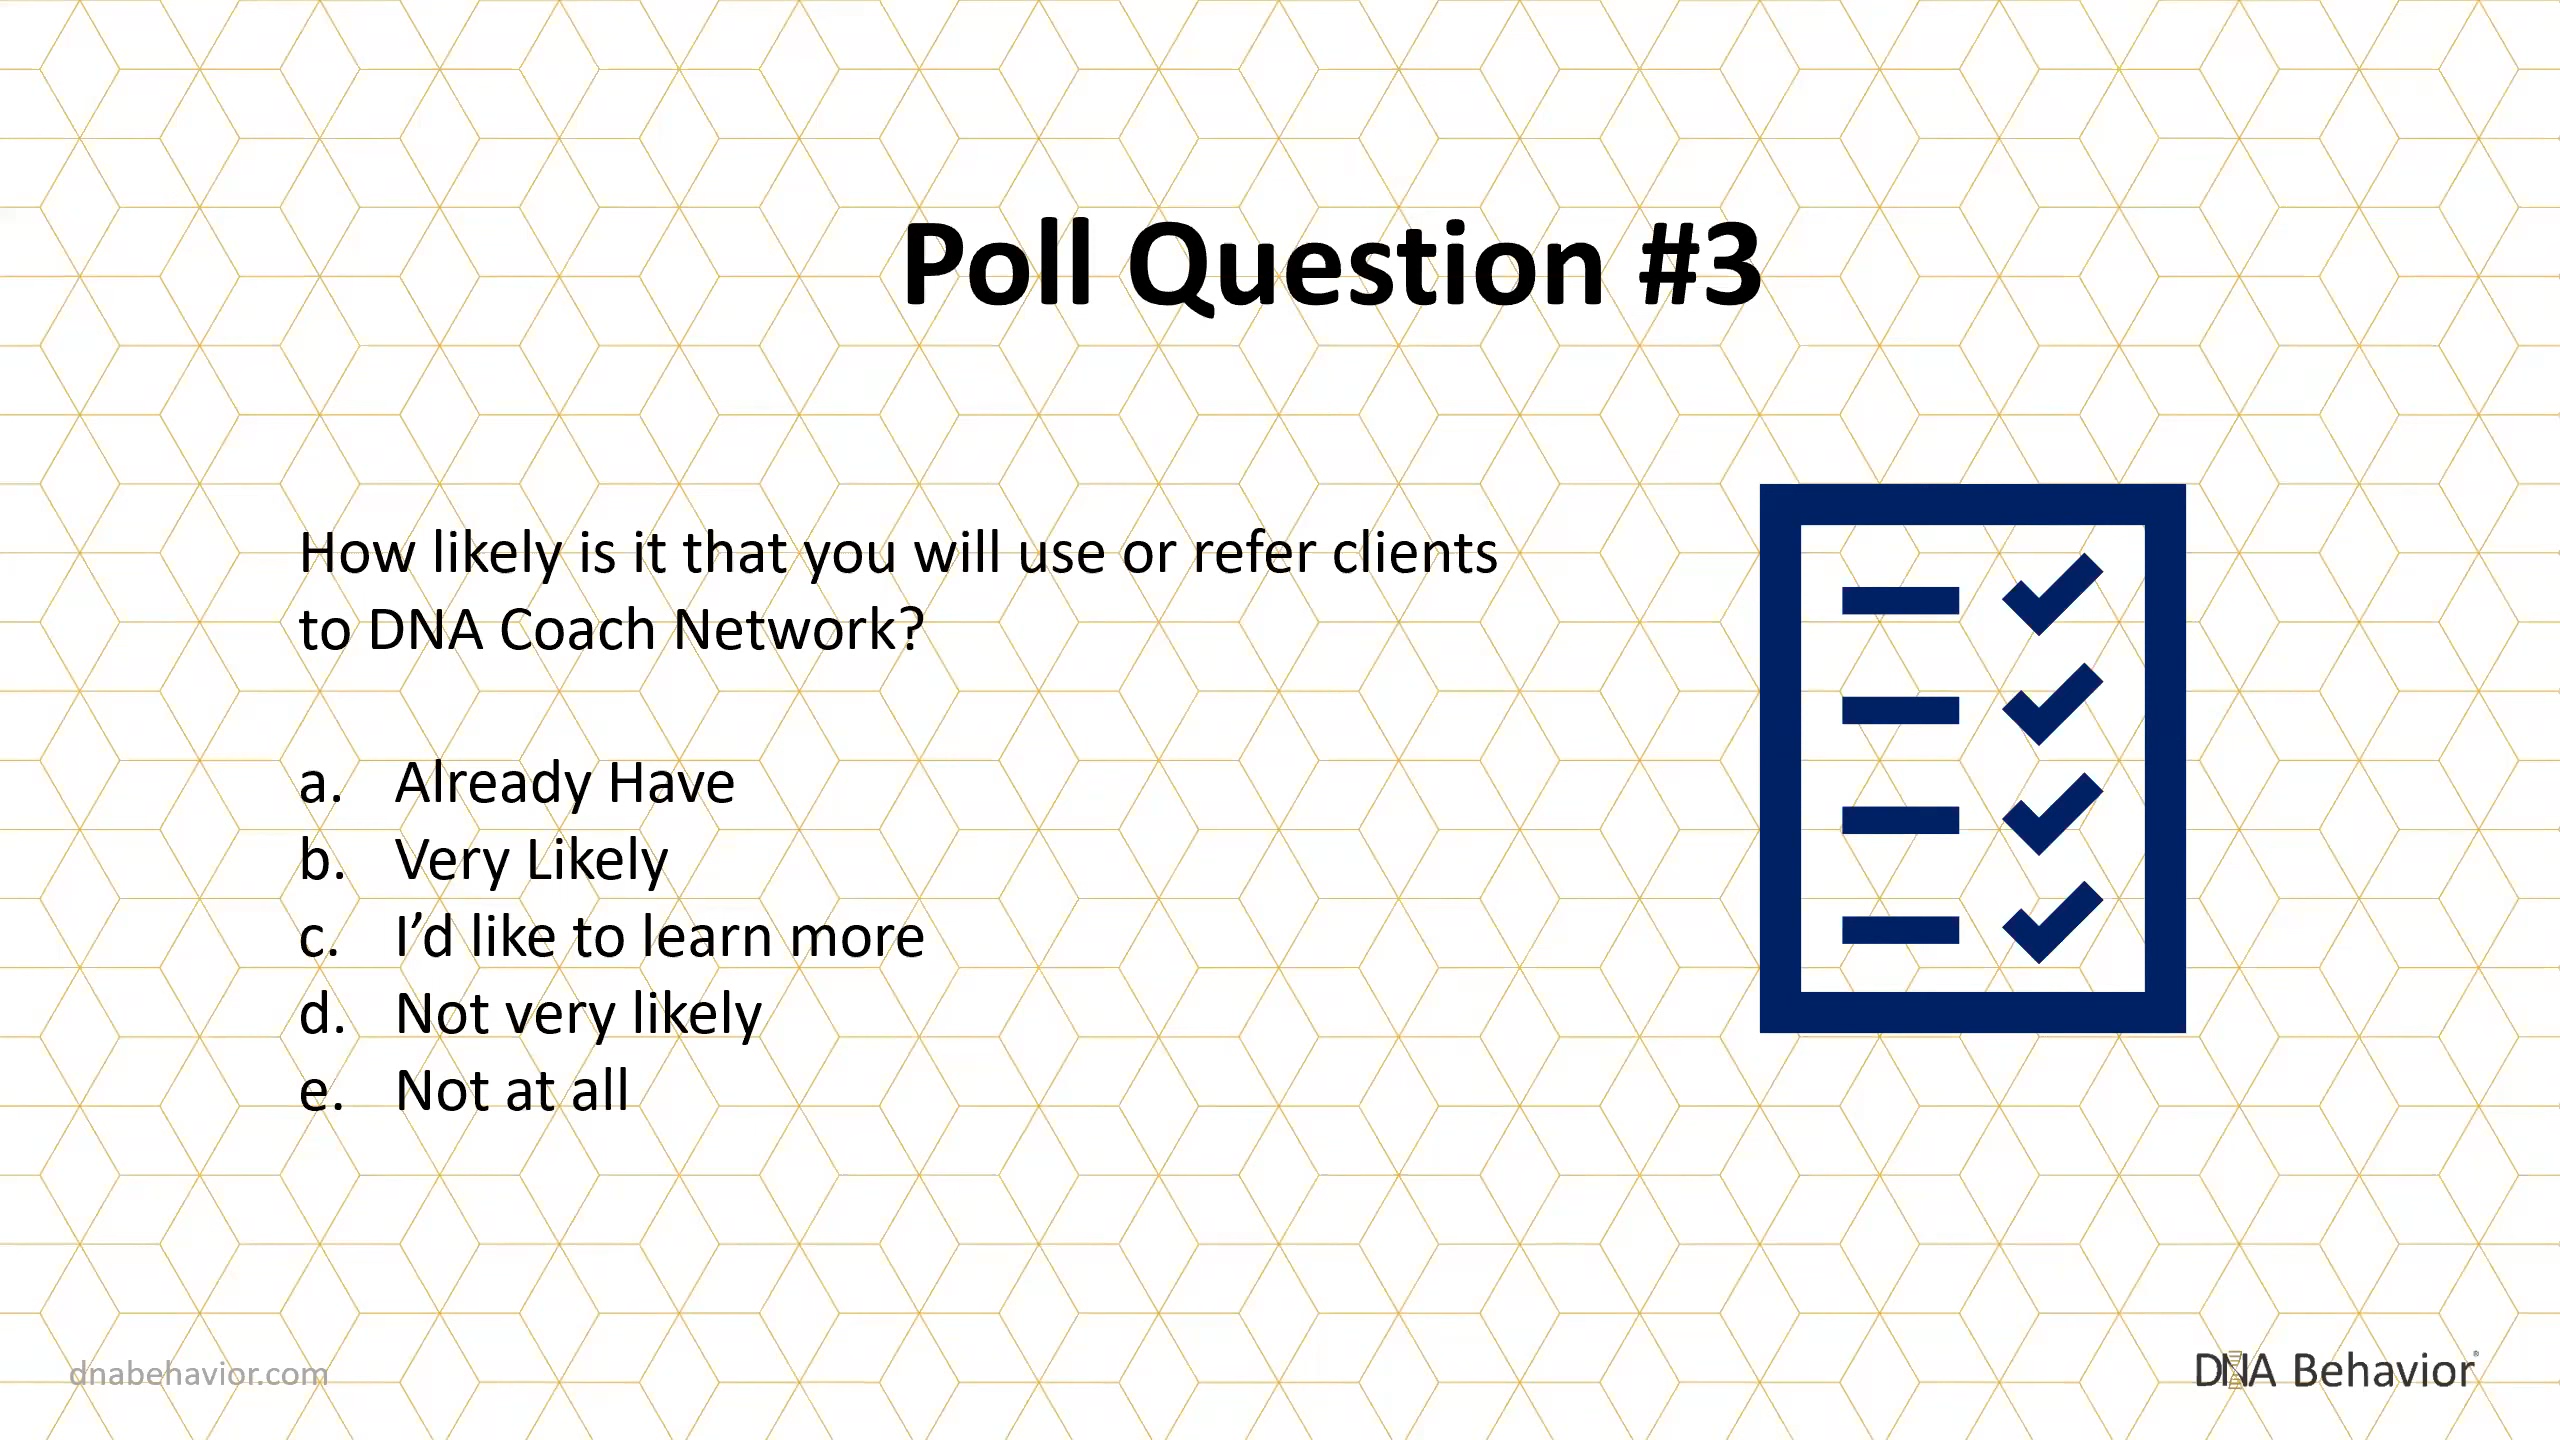 Poll Question #3
How likely is it that you will use or refer clients
to DNA Coach Network?
a. Already Have
b. Very Likely
c. I’d like to learn more
d. Not very likely
e. Not at all
dnabehavior.com
DNA Behavior®